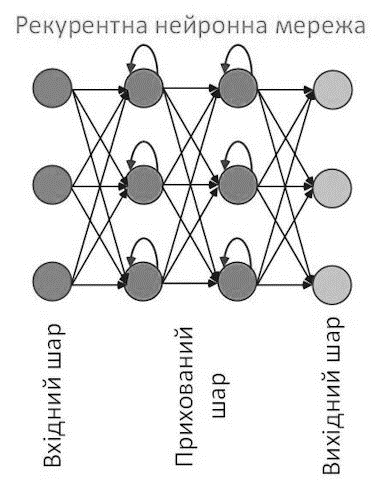 Рекурентна нейронна мережа
Вхідний шар
Прихований
шар
Вихідний шар